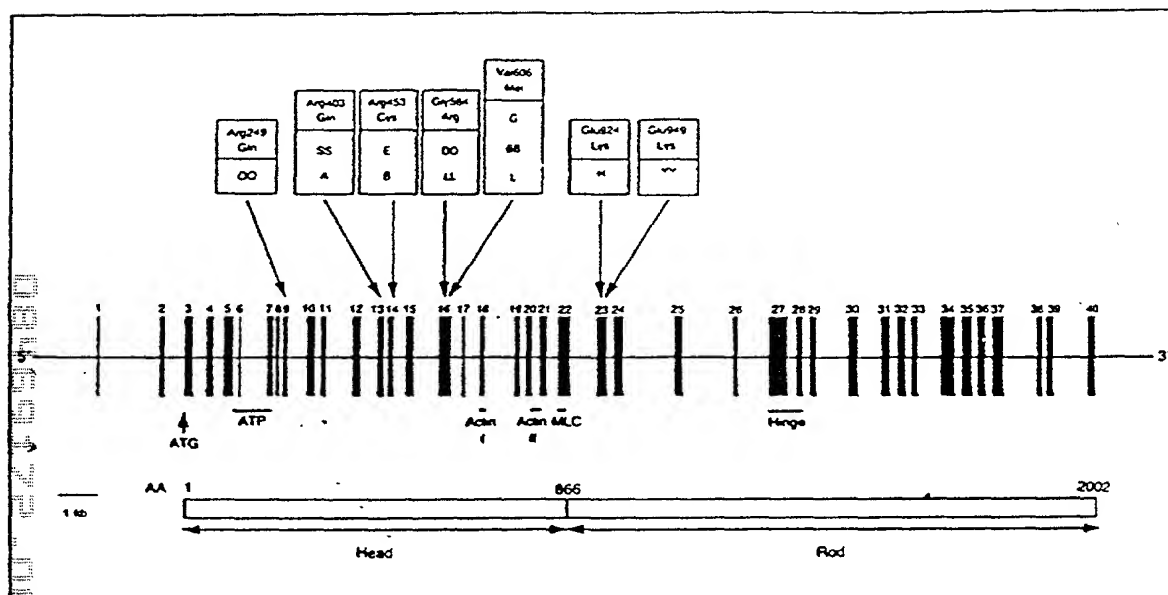 Val606
Met
G
L
Arg403
Gln
SS
A
Arg453
Cys
E
B
Gly584
Arg
DO
LL
Arg249
Gln
OO
Glu924
Lys
Glu949
Lys
1 2 3 4 5 6 7 8 9 10 11 12 13 14 15 16 17 18 19 20 21 22 23 24 25 26 27 28 29 30 31 32 33 34 35 36 37 38 39 40
5' 3'
ATP Actin Actin MLC Hinge
I II
ATG
AA 1 866 2002
1 kb
Head Rod